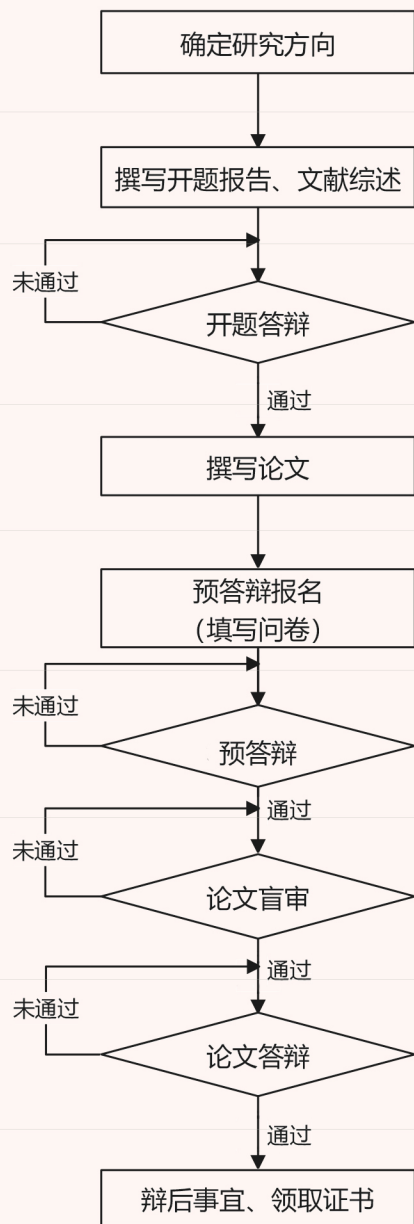 确定研究方向
撰写开题报告、文献综述
未通过
开题答辩
通过
撰写论文
预答辩报名
（填写问卷）
未通过
预答辩
通过
未通过
论文盲审
通过
未通过
论文答辩
通过
辩后事宜、领取证书